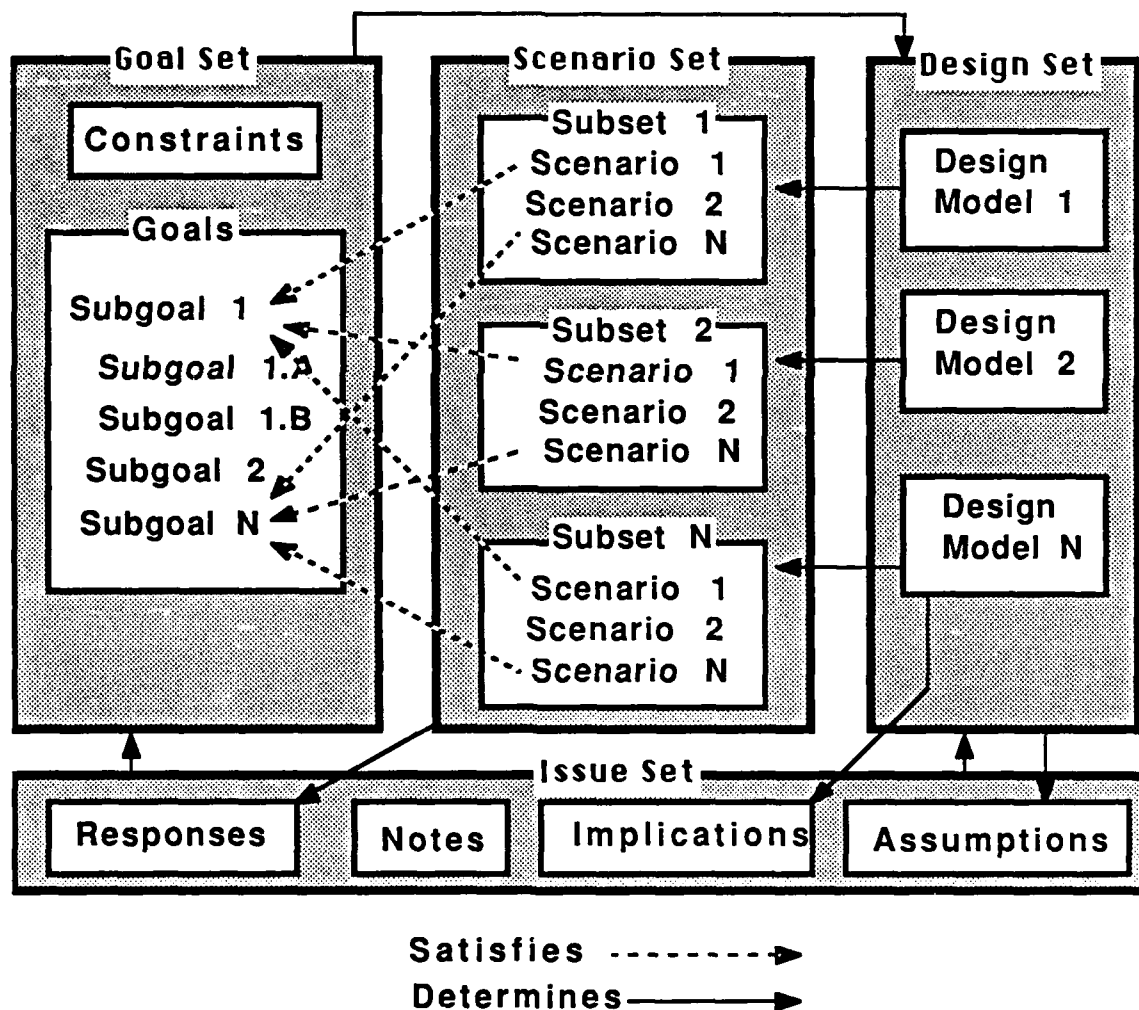 Goal Set
Constraints
Goals
Subgoal 1
Subgoal 1.A
Subgoal 1.B
Subgoal 2
Subgoal N
Scenario Set
Subset 1
Scenario 1
Scenario 2
Scenario N
Subset 2
Scenario 1
Scenario 2
Scenario N
Subset N
Scenario 1
Scenario 2
Scenario N
Design Set
Design
Model 1
Design
Model 2
Design
Model N
Issue Set
Responses
Notes
Implications
Assumptions
Satisfies
Determines